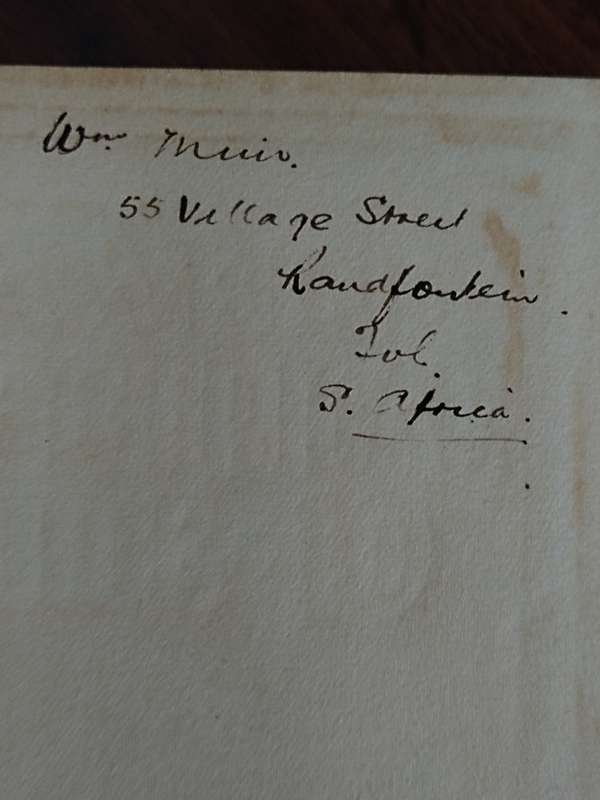 Wm. Muir.
55 Village Street
Randfontein.
Tvl.
S. Africa.